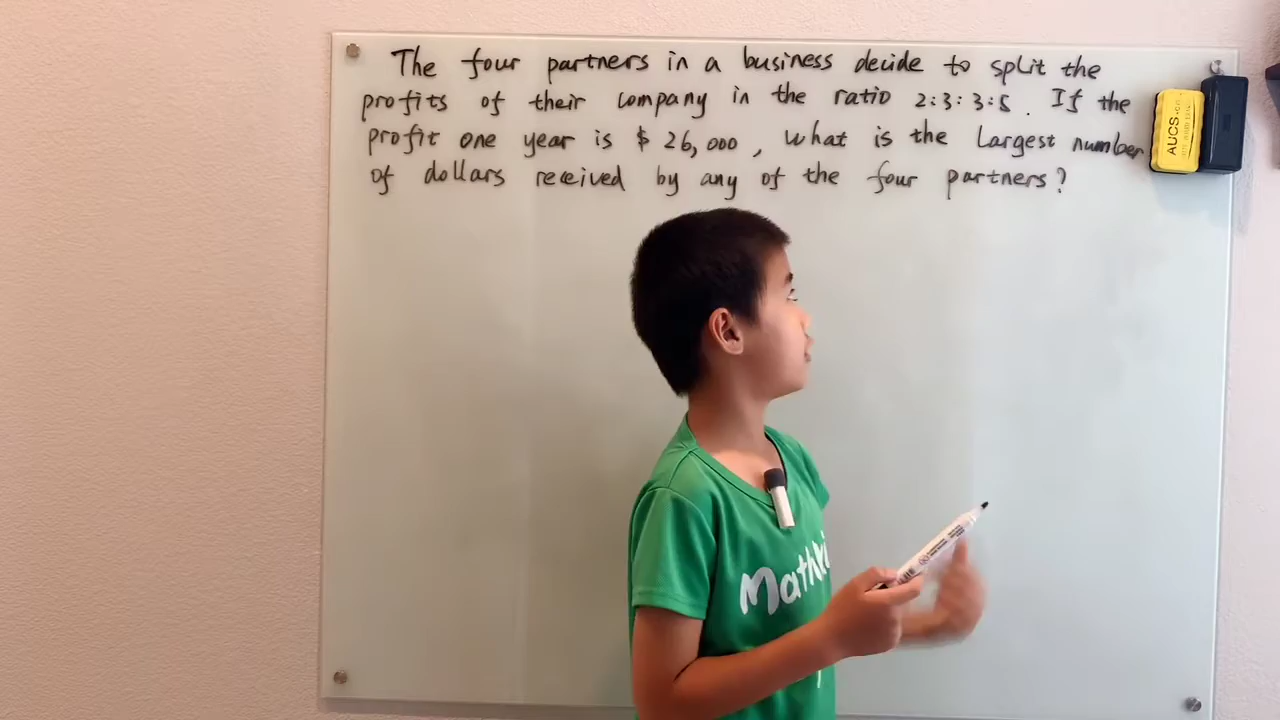 The four partners in a business decide to split the
profits of their company in the ratio 2:3:3:5. If the
profit one year is $ 26,000, what is the largest number
of dollars received by any of the four partners?
AUCS